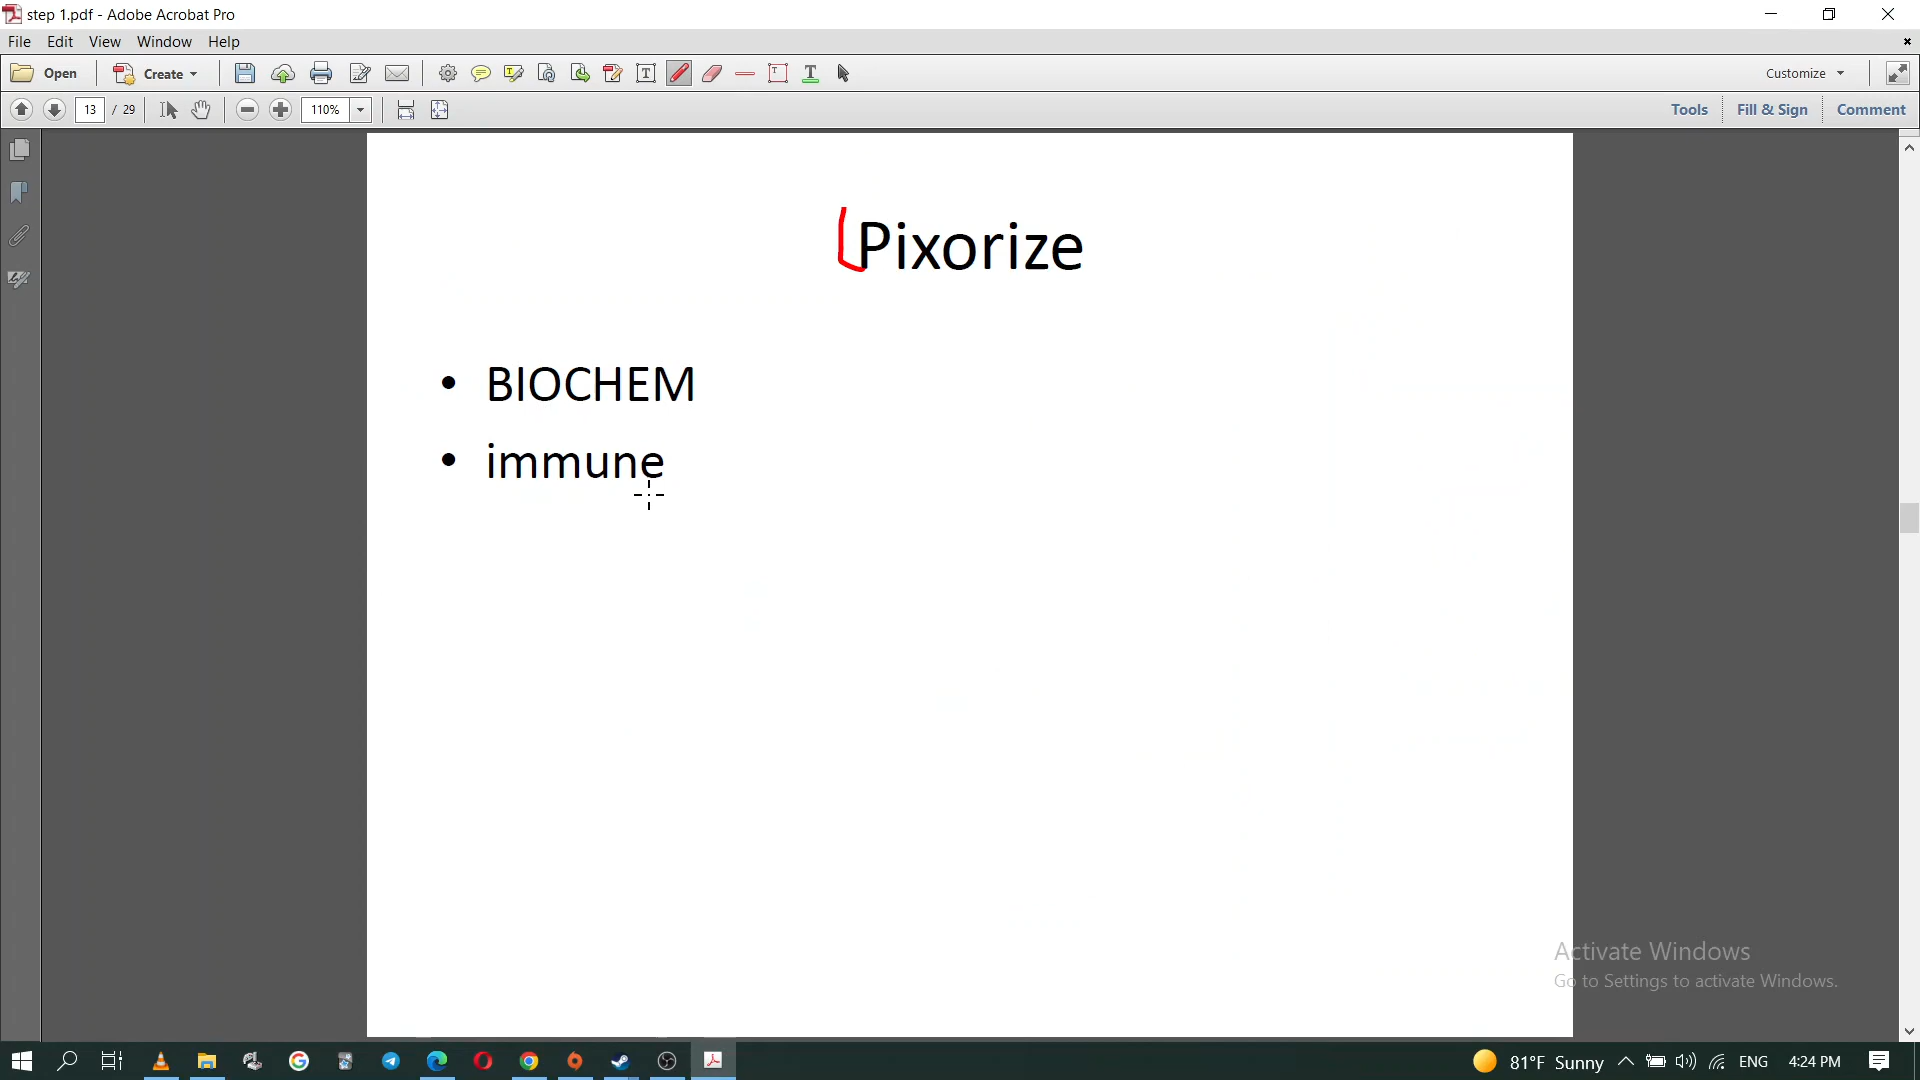 step 1.pdf - Adobe Acrobat Pro
File Edit View Window Help
Open Create Customize
13 / 29 110% Tools Fill & Sign Comment
Pixorize
• BIOCHEM
• immune
Activate Windows
Go to Settings to activate Windows.
81°F Sunny ENG 4:24 PM